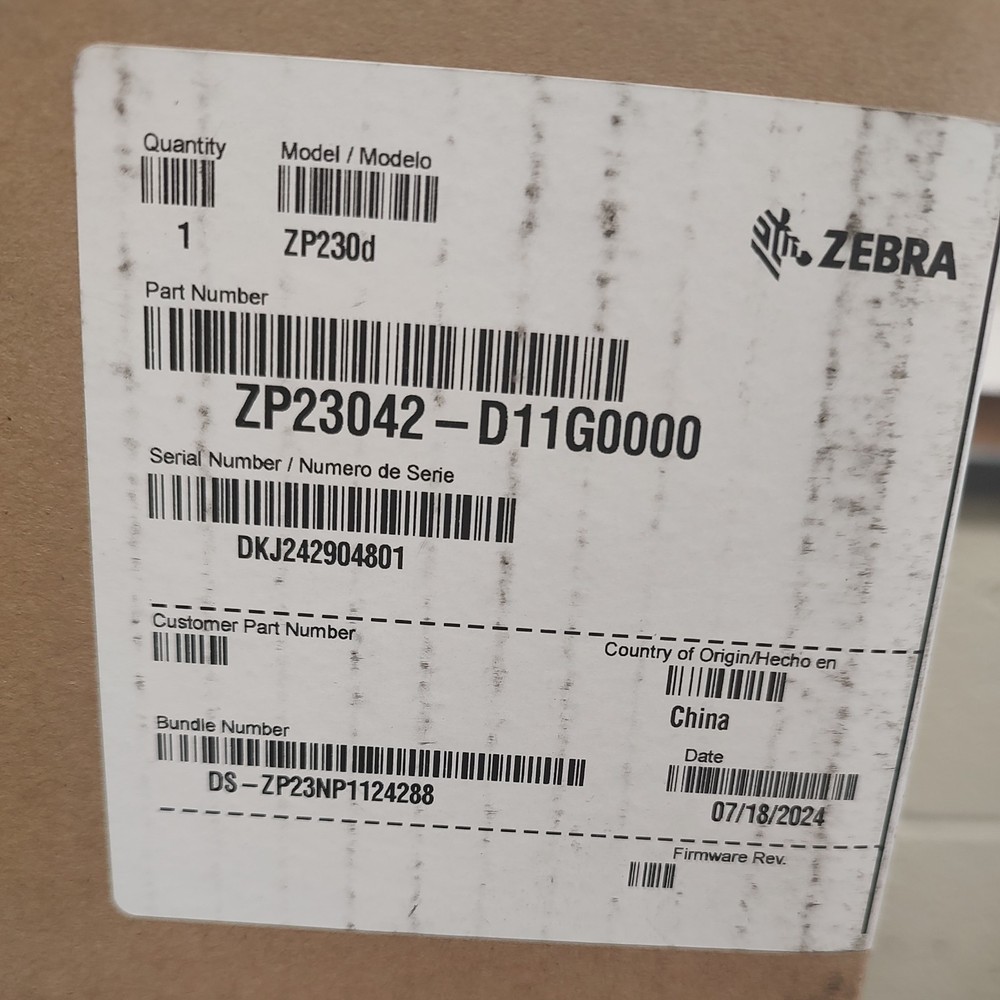 Quantity
1
Model / Modelo
ZP230d
ZEBRA
Part Number
ZP23042-D11G0000
Serial Number / Numero de Serie
DKJ242904801
Customer Part Number
Country of Origin/Hecho en
China
Bundle Number
DS-ZP23NP1124288
Date
07/18/2024
Firmware Rev.